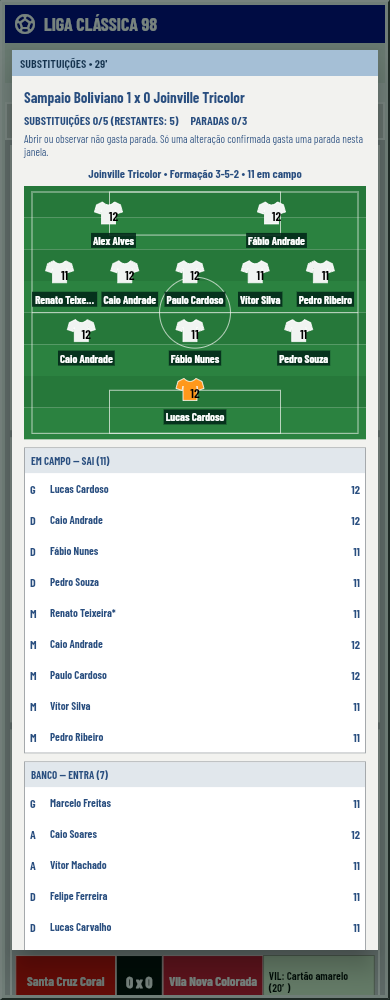 LIGA CLÁSSICA 98
SUBSTITUIÇÕES • 29'
Sampaio Boliviano 1 x 0 Joinville Tricolor
SUBSTITUIÇÕES 0/5 (RESTANTES: 5) PARADAS 0/3
Abrir ou observar não gasta parada. Só uma alteração confirmada gasta uma parada nesta
janela.
Joinville Tricolor • Formação 3-5-2 • 11 em campo
12 12
Alex Alves Fábio Andrade
11 12 12 11 11
Renato Teixe... Caio Andrade Paulo Cardoso Vítor Silva Pedro Ribeiro
12 11 11
Caio Andrade Fábio Nunes Pedro Souza
12
Lucas Cardoso
EM CAMPO — SAI (11)
G Lucas Cardoso 12
D Caio Andrade 12
D Fábio Nunes 11
D Pedro Souza 11
M Renato Teixeira* 11
M Caio Andrade 12
M Paulo Cardoso 12
M Vítor Silva 11
M Pedro Ribeiro 11
BANCO — ENTRA (7)
G Marcelo Freitas 11
A Caio Soares 12
A Vítor Machado 11
D Felipe Ferreira 11
D Lucas Carvalho 11
Santa Cruz Coral 0 x 0 Vila Nova Colorada VIL: Cartão amarelo
(20' )